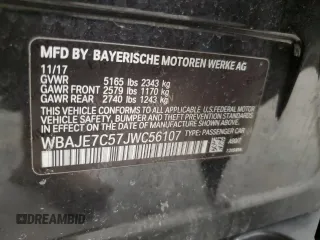 MFD BY BAYERISCHE MOTOREN WERKE AG
11/17
GVWR 5165 lbs 2343 kg
GAWR FRONT 2579 lbs 1170 kg
GAWR REAR 2740 lbs 1243 kg
THIS VEHICLE CONFORMS TO ALL APPLICABLE U.S. FEDERAL MOTOR
VEHICLE SAFETY, BUMPER, AND THEFT PREVENTION STANDARDS IN
EFFECT ON THE DATE OF MANUFACTURE SHOWN ABOVE.
WBAJE7C57JWC56107 TYPE: PASSENGER CAR
DREAMBID